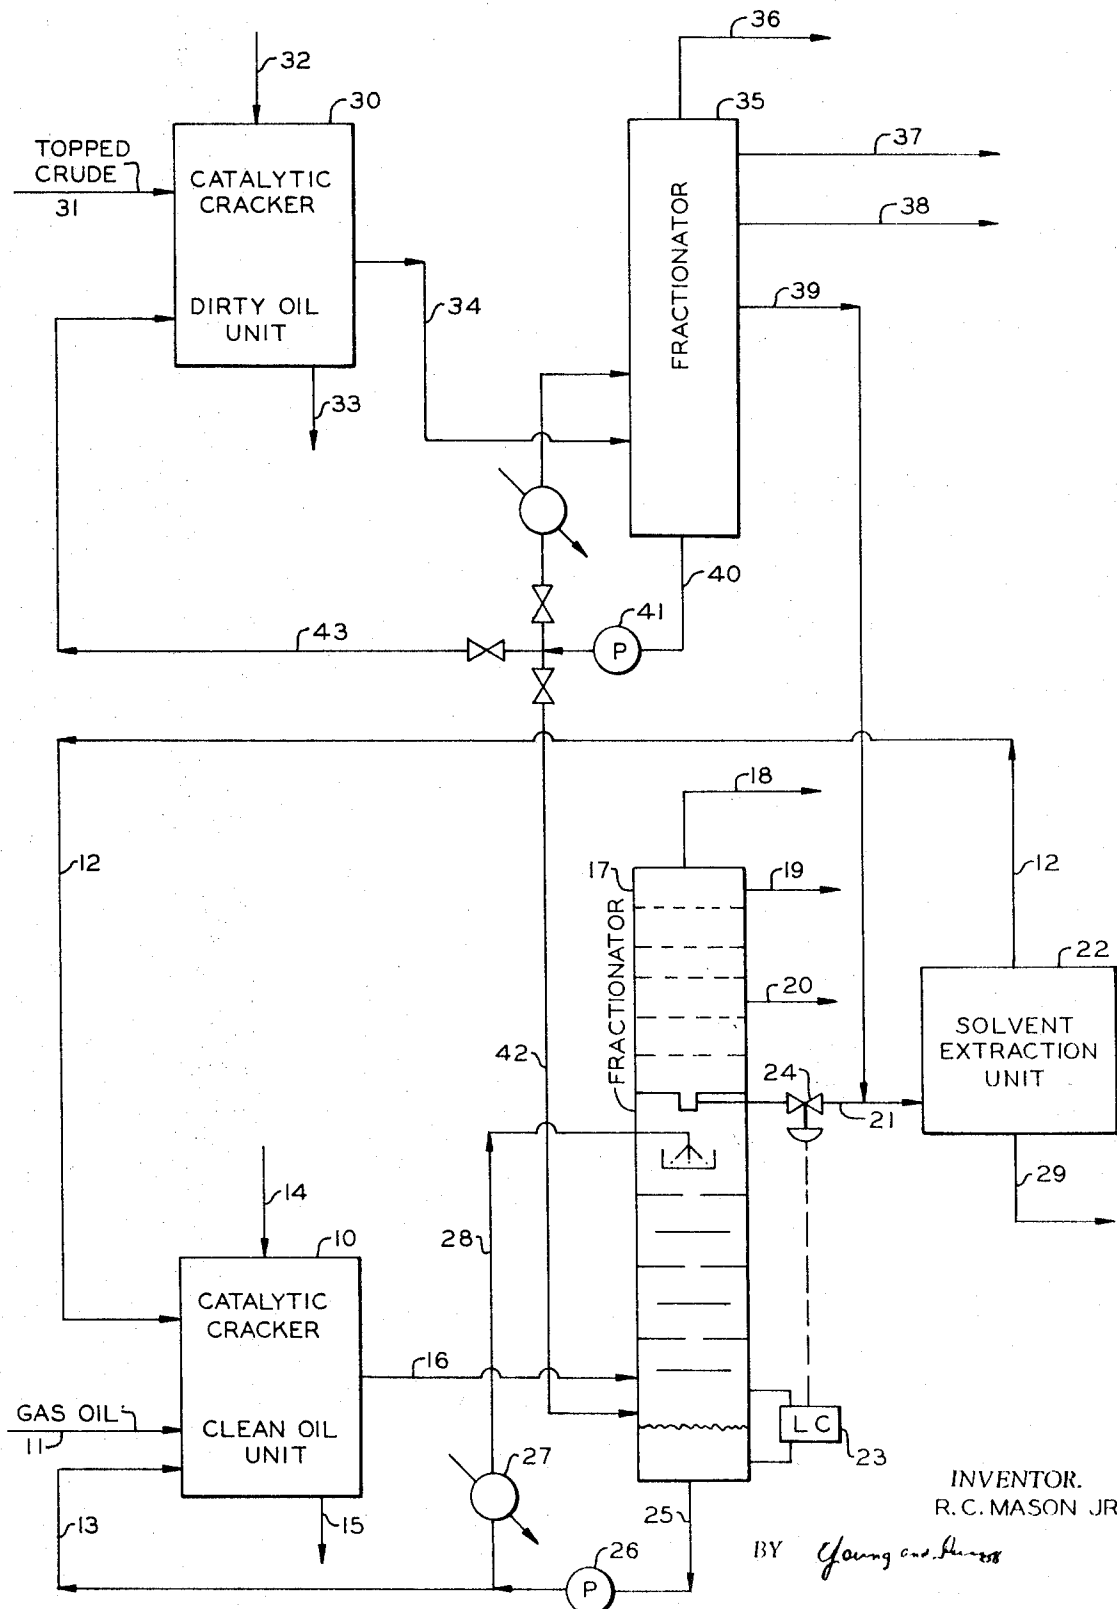 36
32
30
35
TOPPED
CRUDE
31
CATALYTIC
CRACKER
37
38
FRACTIONATOR
DIRTY OIL
UNIT
34
39
33
40
41
P
43
18
12
17
19
12
22
FRACTIONATOR
20
SOLVENT
EXTRACTION
UNIT
42
24
21
29
14
28
10
CATALYTIC
CRACKER
16
GAS OIL
11
CLEAN OIL
UNIT
LC
23
27
13
15
25
26
P
INVENTOR.
R.C. MASON JR
BY Young and